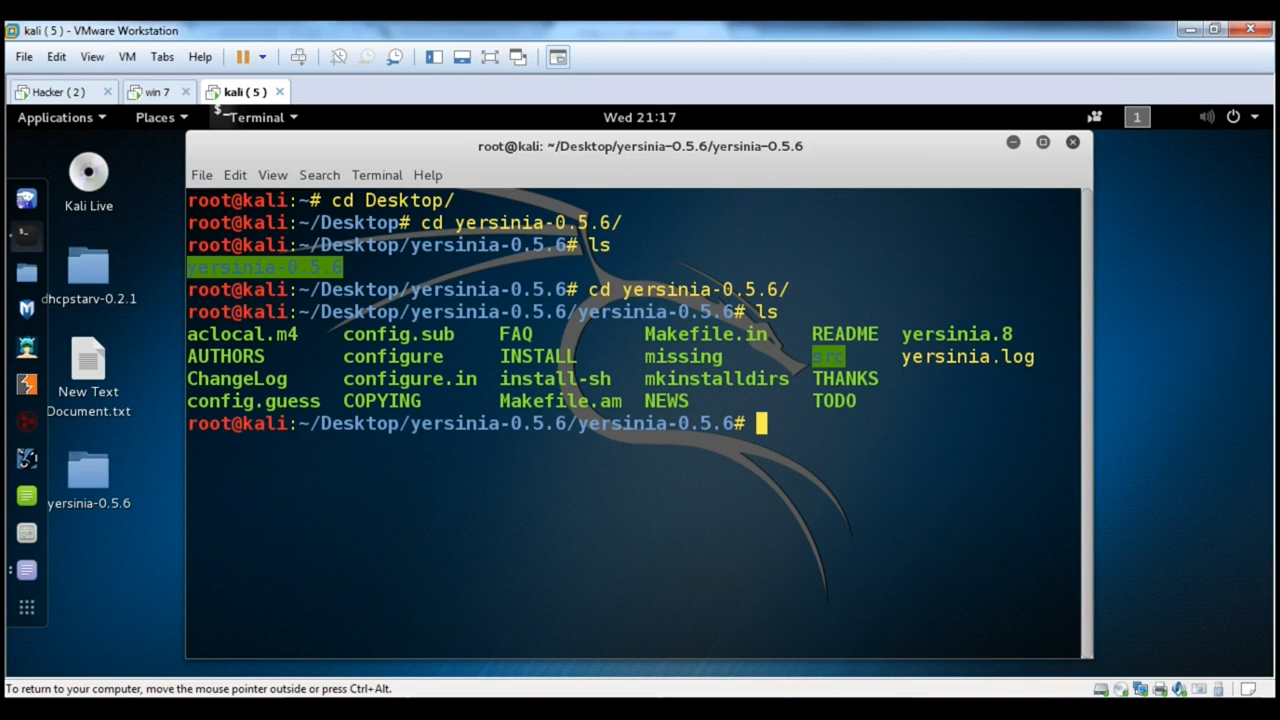 kali ( 5 ) - VMware Workstation
File Edit View VM Tabs Help
Hacker ( 2 ) win 7 kali ( 5 )
Applications Places Terminal Wed 21:17 1
root@kali: ~/Desktop/yersinia-0.5.6/yersinia-0.5.6
File Edit View Search Terminal Help
root@kali:~# cd Desktop/
root@kali:~/Desktop# cd yersinia-0.5.6/
root@kali:~/Desktop/yersinia-0.5.6# ls
yersinia-0.5.6
root@kali:~/Desktop/yersinia-0.5.6# cd yersinia-0.5.6/
root@kali:~/Desktop/yersinia-0.5.6/yersinia-0.5.6# ls
aclocal.m4 config.sub FAQ Makefile.in README yersinia.8
AUTHORS configure INSTALL missing src yersinia.log
ChangeLog configure.in install-sh mkinstalldirs THANKS
config.guess COPYING Makefile.am NEWS TODO
root@kali:~/Desktop/yersinia-0.5.6/yersinia-0.5.6#
Kali Live
dhcpstarv-0.2.1
New Text
Document.txt
yersinia-0.5.6
To return to your computer, move the mouse pointer outside or press Ctrl+Alt.